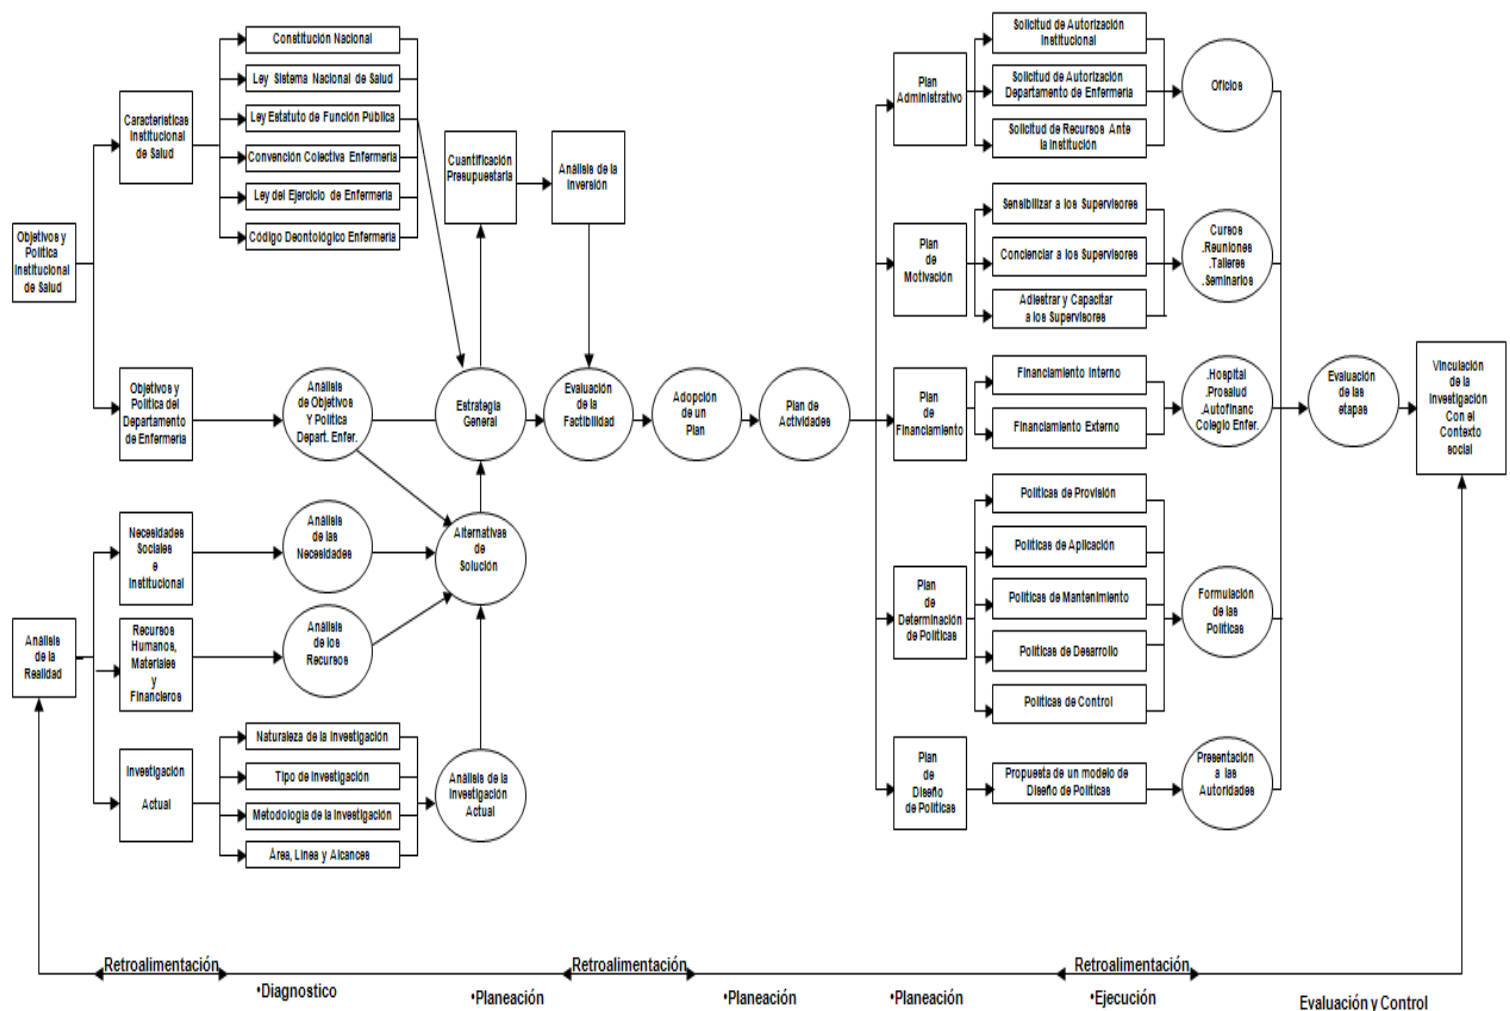 Objetivos y
Política
Institucional
de Salud
Características
Institucional
de Salud
Constitución Nacional
Ley Sistema Nacional de Salud
Ley Estatuto de Función Pública
Convención Colectiva Enfermería
Ley del Ejercicio de Enfermería
Código Deontológico Enfermería
Objetivos y
Política del
Departamento
de Enfermería
Análisis
de Objetivos
Y Política
Depart. Enfer.
Análisis
de la
Realidad
Necesidades
Sociales
e
Institucional
Análisis
de las
Necesidades
Recursos
Humanos,
Materiales
y
Financieros
Análisis
de los
Recursos
Investigación
Actual
Naturaleza de la Investigación
Tipo de Investigación
Metodología de la Investigación
Área, Línea y Alcances
Análisis de la
Investigación
Actual
Alternativas
de
Solución
Estrategia
General
Cuantificación
Presupuestaria
Análisis de la
Inversión
Evaluación
de la
Factibilidad
Adopción
de un
Plan
Plan de
Actividades
Plan
Administrativo
Solicitud de Autorización
Institucional
Solicitud de Autorización
Departamento de Enfermería
Solicitud de Recursos Ante
la Institución
Oficios
Plan
de
Motivación
Sensibilizar a los Supervisores
Concienciar a los Supervisores
Adiestrar y Capacitar
a los Supervisores
Cursos
.Reuniones
.Talleres
.Seminarios
Plan
de
Financiamiento
Financiamiento Interno
Financiamiento Externo
.Hospital
.Prosalud
.Autofinanc
Colegio Enfer.
Plan
de
Determinación
de Políticas
Políticas de Provisión
Políticas de Aplicación
Políticas de Mantenimiento
Políticas de Desarrollo
Políticas de Control
Formulación
de las
Políticas
Plan
de
Diseño
de Políticas
Propuesta de un modelo de
Diseño de Políticas
Presentación
a las
Autoridades
Evaluación
de las
etapas
Vinculación
de la
Investigación
Con el
Contexto
social
Retroalimentación
Retroalimentación
Retroalimentación
•Diagnostico
•Planeación
•Planeación
•Planeación
•Ejecución
Evaluación y Control